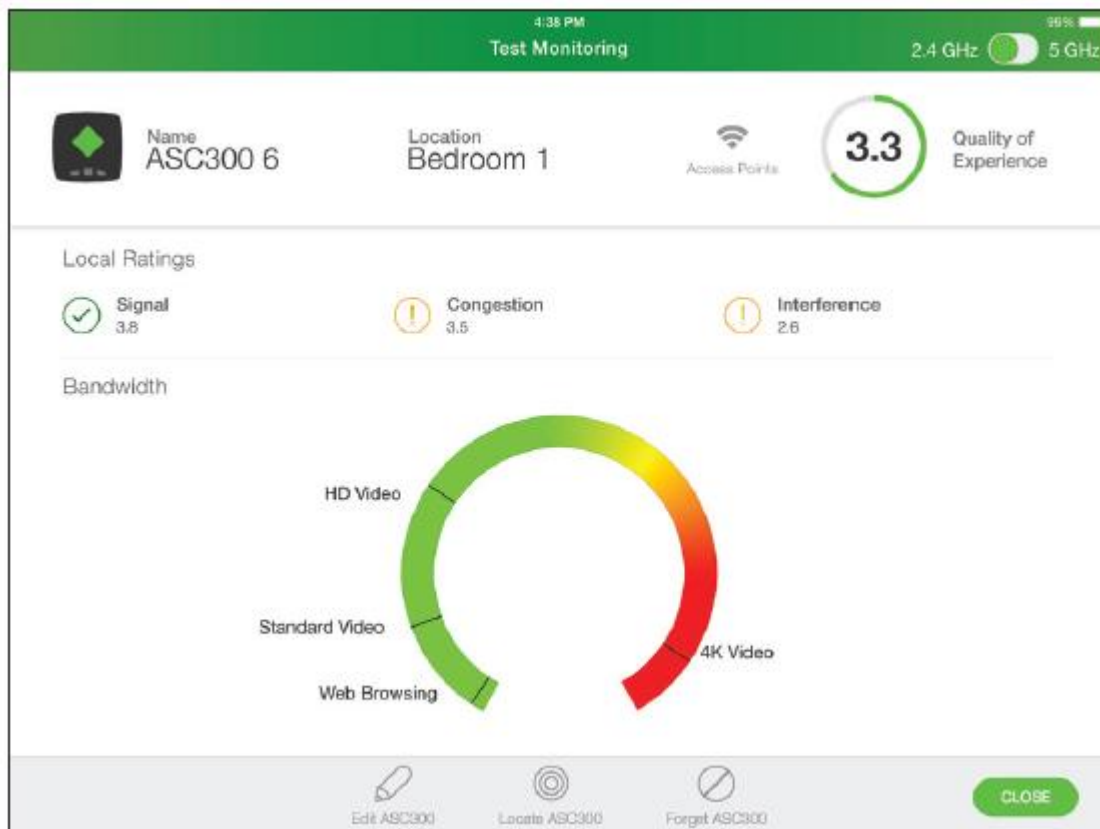 4:38 PM
99%
Test Monitoring
2.4 GHz
5 GHz
Name
ASC300 6
Location
Bedroom 1
Access Points
3.3
Quality of
Experience
Local Ratings
Signal
3.8
Congestion
3.5
Interference
2.6
Bandwidth
HD Video
Standard Video
4K Video
Web Browsing
Edit ASC300
Locate ASC300
Forget ASC300
CLOSE